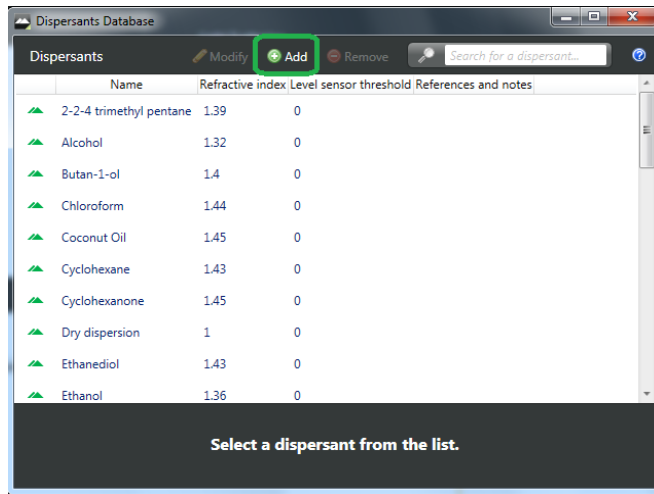 Dispersants Database
Dispersants Modify Add Remove Search for a dispersant...
Name Refractive index Level sensor threshold References and notes
2-2-4 trimethyl pentane 1.39 0
Alcohol 1.32 0
Butan-1-ol 1.4 0
Chloroform 1.44 0
Coconut Oil 1.45 0
Cyclohexane 1.43 0
Cyclohexanone 1.45 0
Dry dispersion 1 0
Ethanediol 1.43 0
Ethanol 1.36 0
Select a dispersant from the list.